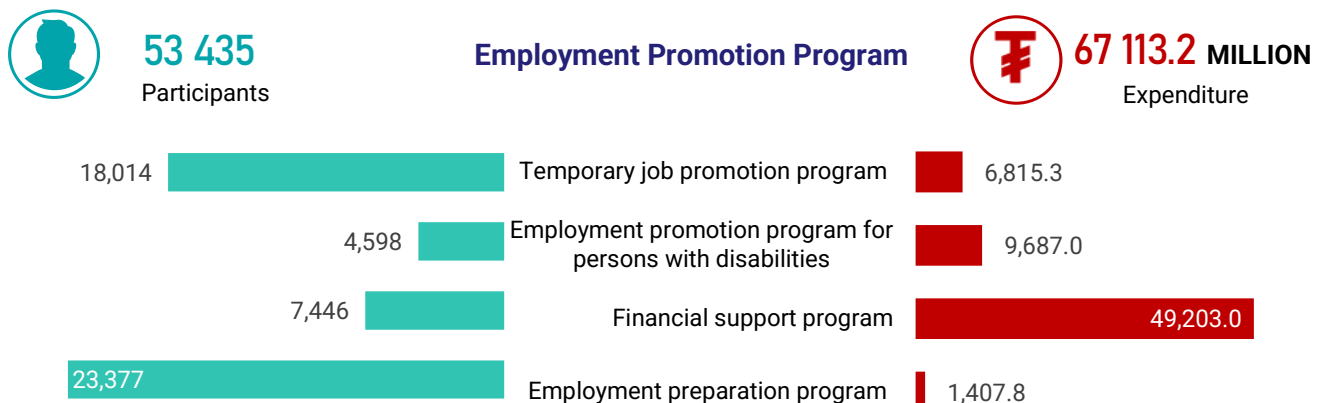 53 435
Participants
Employment Promotion Program
₮
67 113.2 MILLION
Expenditure
18,014
Temporary job promotion program
6,815.3
4,598
Employment promotion program for
persons with disabilities
9,687.0
7,446
Financial support program
49,203.0
23,377
Employment preparation program
1,407.8